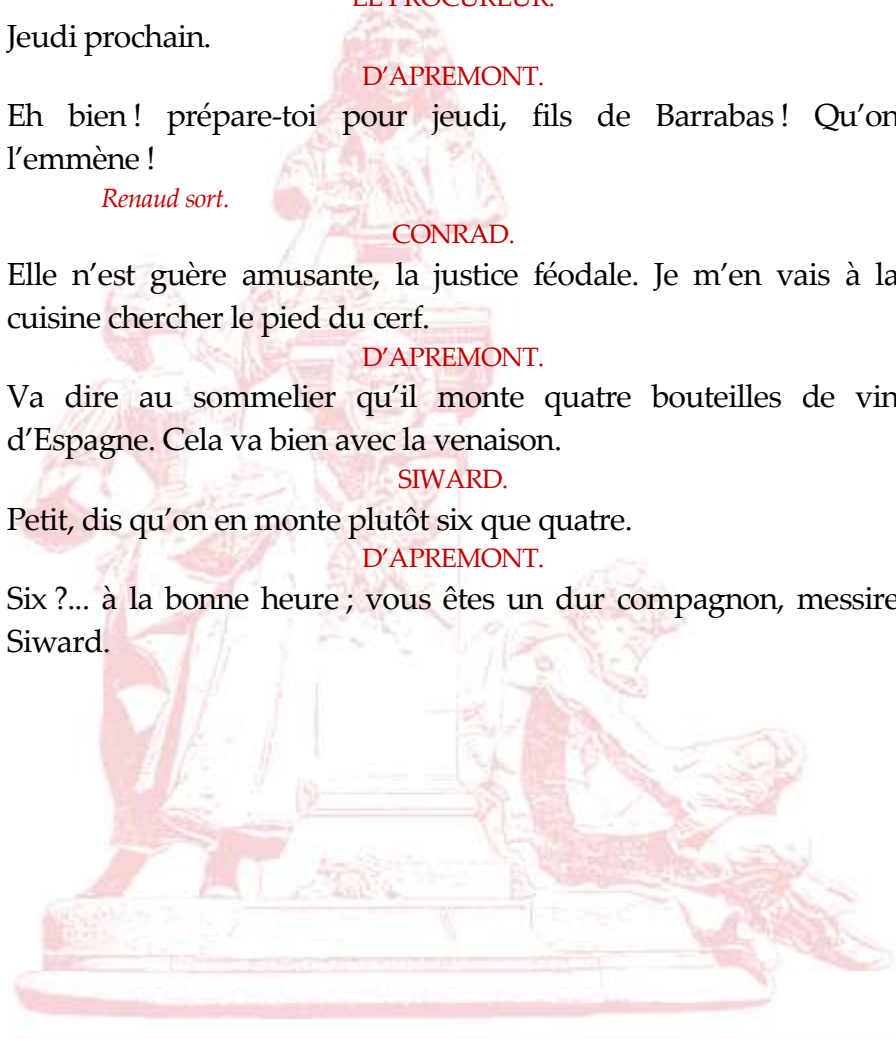 LE PROCUREUR.
Jeudi prochain.
D’APREMONT.
Eh bien ! prépare-toi pour jeudi, fils de Barrabas ! Qu’on
l’emmène !
Renaud sort.
CONRAD.
Elle n’est guère amusante, la justice féodale. Je m’en vais à la
cuisine chercher le pied du cerf.
D’APREMONT.
Va dire au sommelier qu’il monte quatre bouteilles de vin
d’Espagne. Cela va bien avec la venaison.
SIWARD.
Petit, dis qu’on en monte plutôt six que quatre.
D’APREMONT.
Six ?... à la bonne heure ; vous êtes un dur compagnon, messire
Siward.